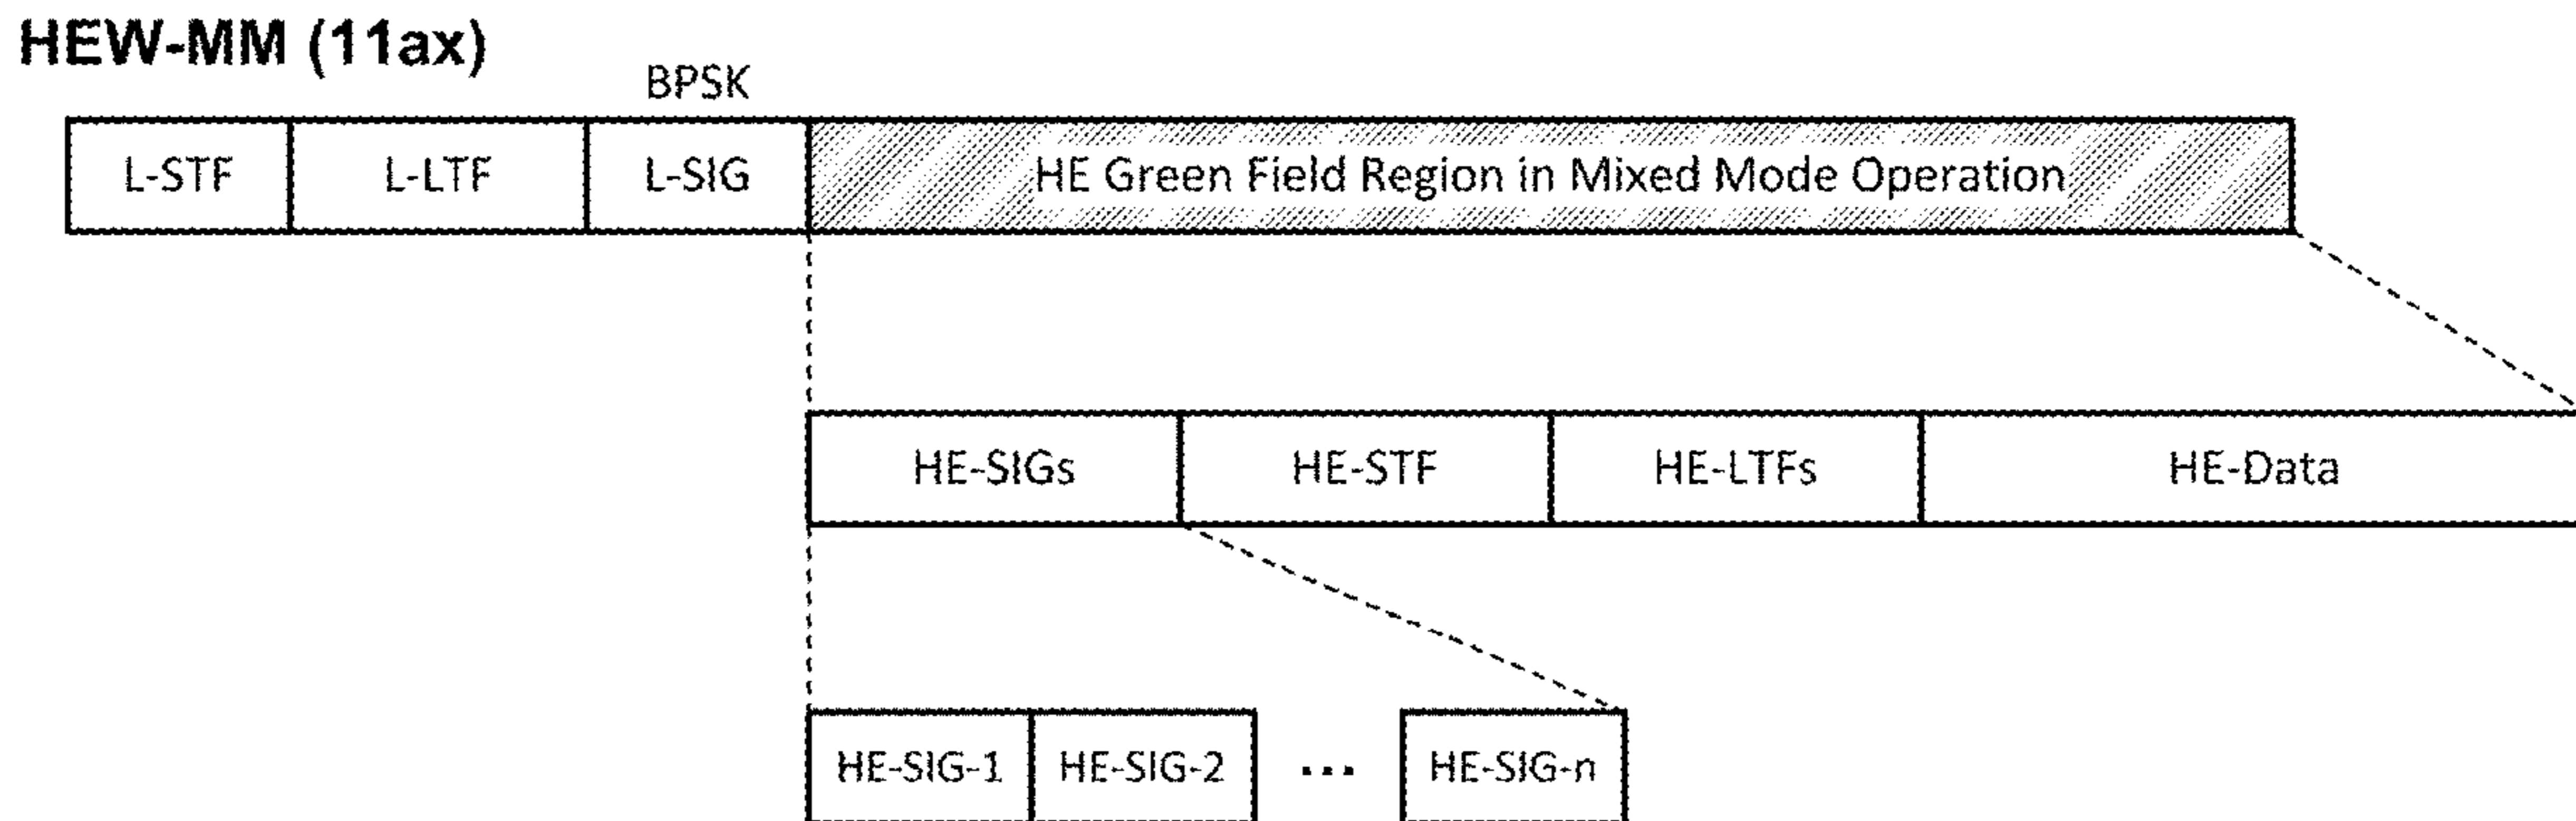 HEW-MM (11ax)
BPSK
L-STF L-LTF L-SIG HE Green Field Region in Mixed Mode Operation
HE-SIGs HE-STF HE-LTFs HE-Data
HE-SIG-1 HE-SIG-2 ... HE-SIG-n